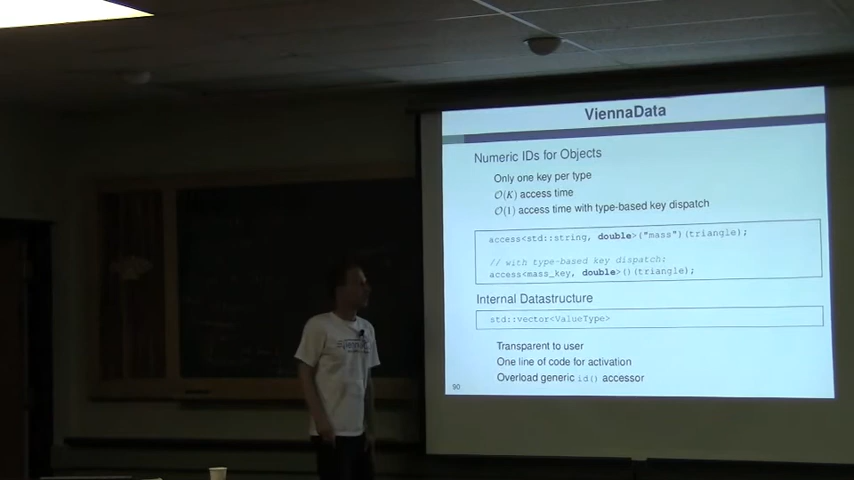 ViennaData
Numeric IDs for Objects
Only one key per type
O(K) access time
O(1) access time with type-based key dispatch
access<std::string, double>("mass")(triangle);
// with type-based key dispatch:
access<mass_key, double>()(triangle);
Internal Datastructure
std::vector<ValueType>
Transparent to user
One line of code for activation
Overload generic id() accessor
90